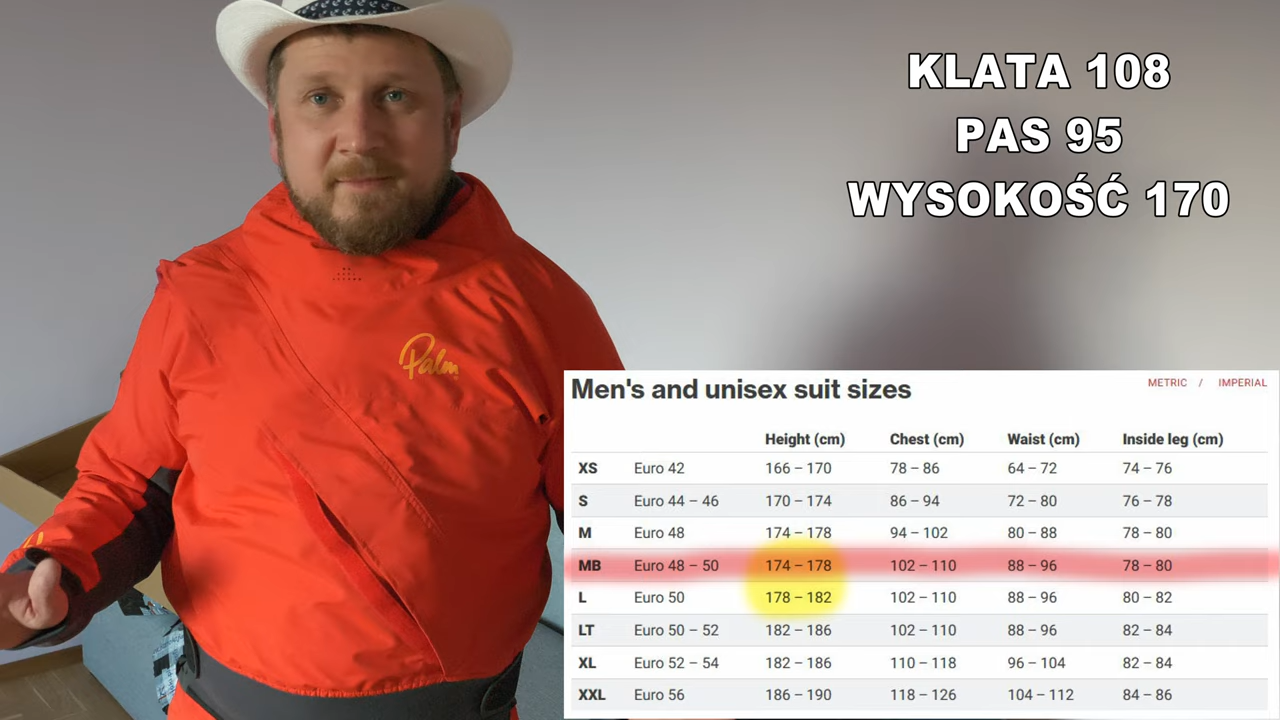 KLATA 108
PAS 95
WYSOKOŚĆ 170
Palm
Men's and unisex suit sizes
METRIC / IMPERIAL
Height (cm) Chest (cm) Waist (cm) Inside leg (cm)
XS Euro 42 166 – 170 78 – 86 64 – 72 74 – 76
S Euro 44 – 46 170 – 174 86 – 94 72 – 80 76 – 78
M Euro 48 174 – 178 94 – 102 80 – 88 78 – 80
MB Euro 48 – 50 174 – 178 102 – 110 88 – 96 78 – 80
L Euro 50 178 – 182 102 – 110 88 – 96 80 – 82
LT Euro 50 – 52 182 – 186 102 – 110 88 – 96 82 – 84
XL Euro 52 – 54 182 – 186 110 – 118 96 – 104 82 – 84
XXL Euro 56 186 – 190 118 – 126 104 – 112 84 – 86